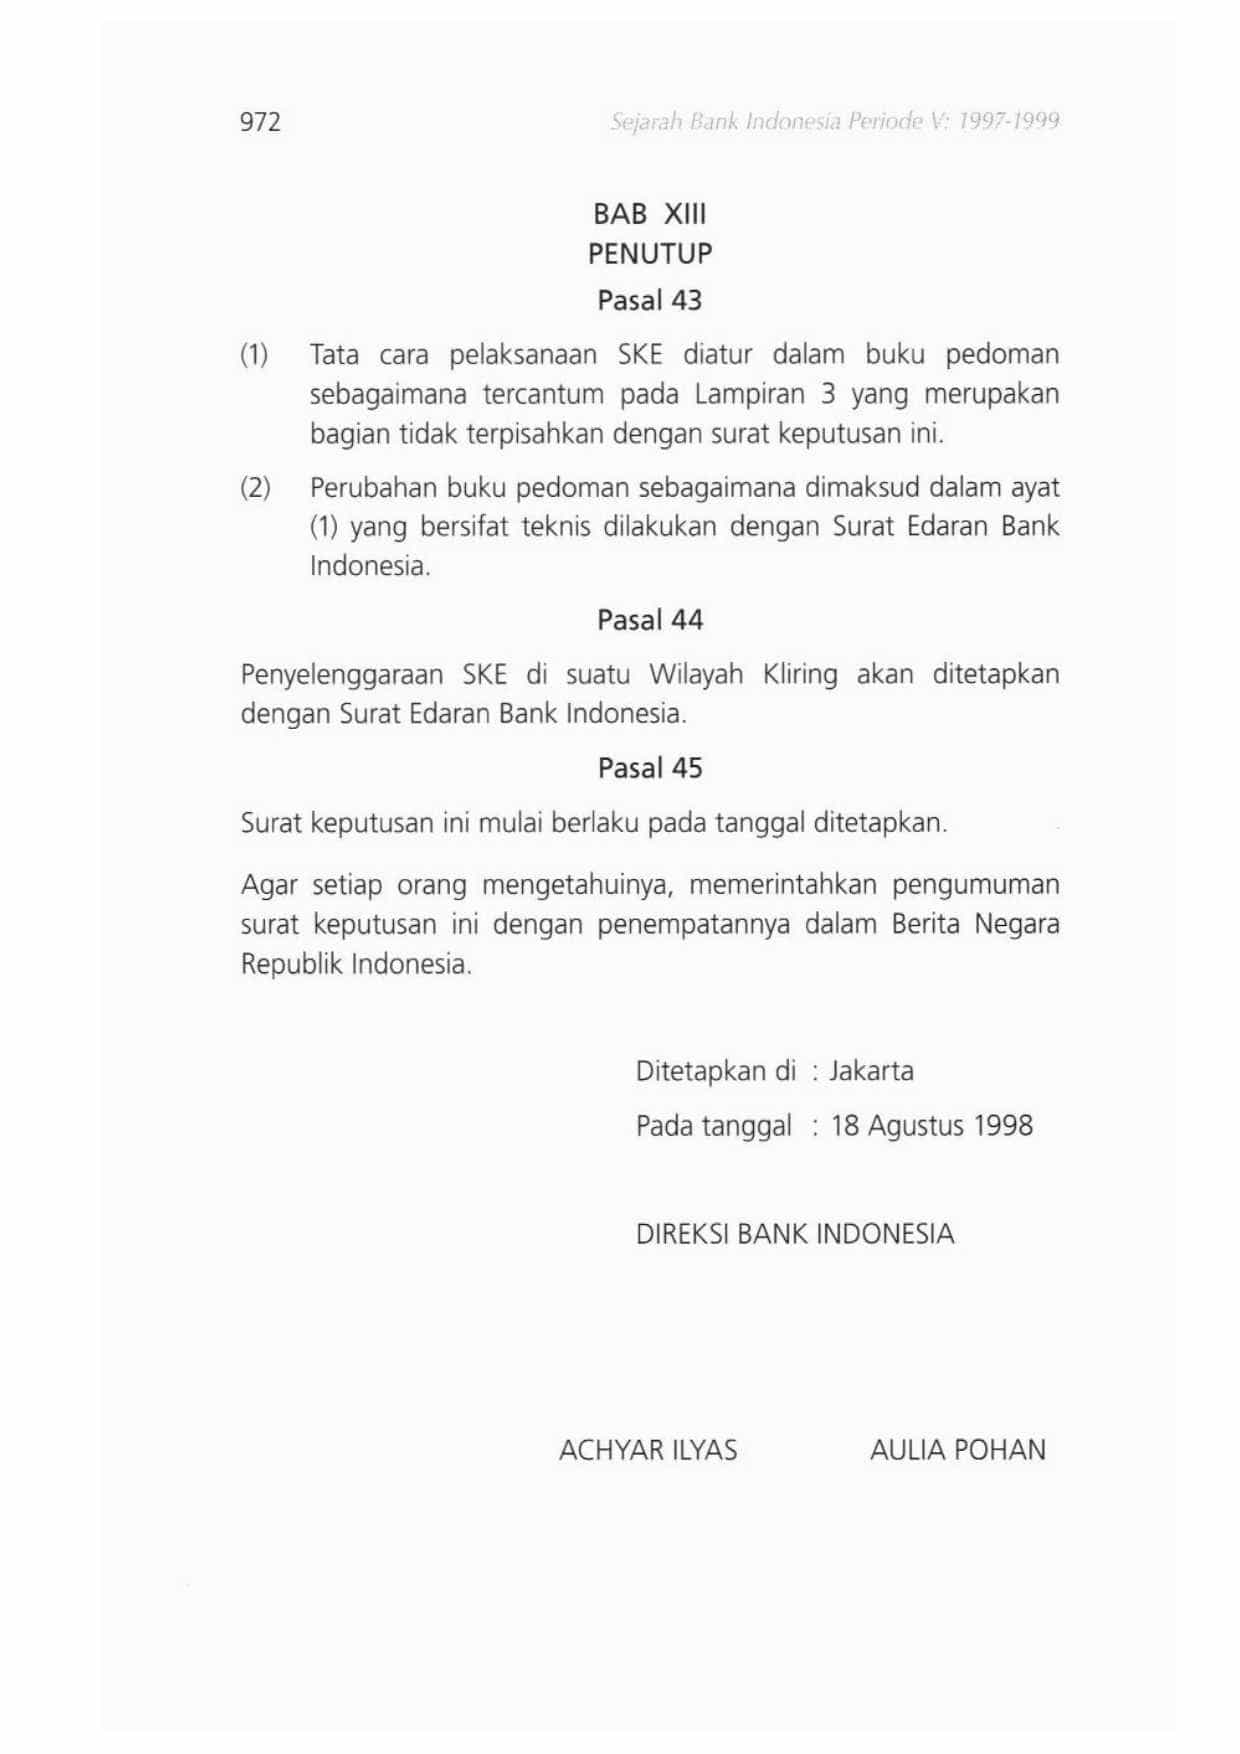 972
Sejarah Bank Indonesia Periode V: 1997-1999
BAB XIII
PENUTUP
Pasal 43
(1) Tata cara pelaksanaan SKE diatur dalam buku pedoman
sebagaimana tercantum pada Lampiran 3 yang merupakan
bagian tidak terpisahkan dengan surat keputusan ini.
(2) Perubahan buku pedoman sebagaimana dimaksud dalam ayat
(1) yang bersifat teknis dilakukan dengan Surat Edaran Bank
Indonesia.
Pasal 44
Penyelenggaraan SKE di suatu Wilayah Kliring akan ditetapkan
dengan Surat Edaran Bank Indonesia.
Pasal 45
Surat keputusan ini mulai berlaku pada tanggal ditetapkan.
Agar setiap orang mengetahuinya, memerintahkan pengumuman
surat keputusan ini dengan penempatannya dalam Berita Negara
Republik Indonesia.
Ditetapkan di : Jakarta
Pada tanggal : 18 Agustus 1998
DIREKSI BANK INDONESIA
ACHYAR ILYAS AULIA POHAN